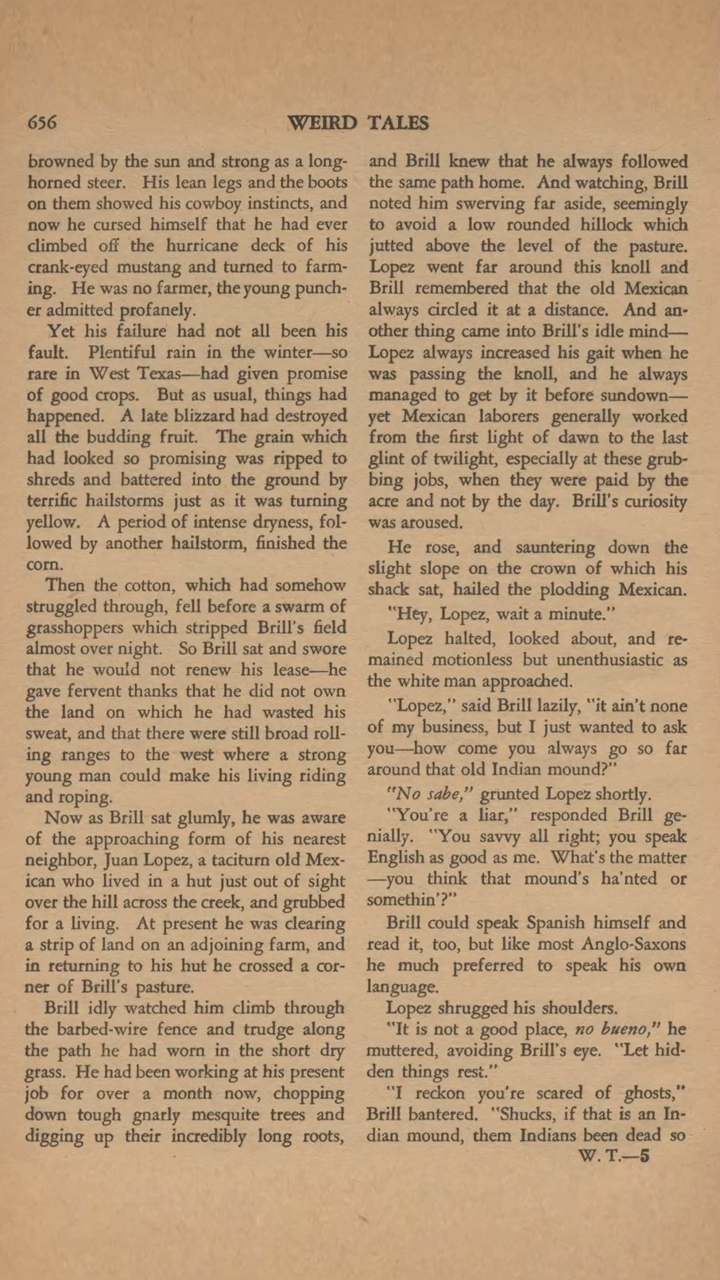 656
WEIRD TALES
browned by the sun and strong as a long-
horned steer. His lean legs and the boots
on them showed his cowboy instincts, and
now he cursed himself that he had ever
climbed off the hurricane deck of his
crank-eyed mustang and turned to farm-
ing. He was no farmer, the young punch-
er admitted profanely.
Yet his failure had not all been his
fault. Plentiful rain in the winter—so
rare in West Texas—had given promise
of good crops. But as usual, things had
happened. A late blizzard had destroyed
all the budding fruit. The grain which
had looked so promising was ripped to
shreds and battered into the ground by
terrific hailstorms just as it was turning
yellow. A period of intense dryness, fol-
lowed by another hailstorm, finished the
corn.
Then the cotton, which had somehow
struggled through, fell before a swarm of
grasshoppers which stripped Brill's field
almost over night. So Brill sat and swore
that he would not renew his lease—he
gave fervent thanks that he did not own
the land on which he had wasted his
sweat, and that there were still broad roll-
ing ranges to the west where a strong
young man could make his living riding
and roping.
Now as Brill sat glumly, he was aware
of the approaching form of his nearest
neighbor, Juan Lopez, a taciturn old Mex-
ican who lived in a hut just out of sight
over the hill across the creek, and grubbed
for a living. At present he was clearing
a strip of land on an adjoining farm, and
in returning to his hut he crossed a cor-
ner of Brill's pasture.
Brill idly watched him climb through
the barbed-wire fence and trudge along
the path he had worn in the short dry
grass. He had been working at his present
job for over a month now, chopping
down tough gnarly mesquite trees and
digging up their incredibly long roots,
and Brill knew that he always followed
the same path home. And watching, Brill
noted him swerving far aside, seemingly
to avoid a low rounded hillock which
jutted above the level of the pasture.
Lopez went far around this knoll and
Brill remembered that the old Mexican
always circled it at a distance. And an-
other thing came into Brill's idle mind—
Lopez always increased his gait when he
was passing the knoll, and he always
managed to get by it before sundown—
yet Mexican laborers generally worked
from the first light of dawn to the last
glint of twilight, especially at these grub-
bing jobs, when they were paid by the
acre and not by the day. Brill's curiosity
was aroused.
He rose, and sauntering down the
slight slope on the crown of which his
shack sat, hailed the plodding Mexican.
"Hey, Lopez, wait a minute."
Lopez halted, looked about, and re-
mained motionless but unenthusiastic as
the white man approached.
"Lopez," said Brill lazily, "it ain't none
of my business, but I just wanted to ask
you—how come you always go so far
around that old Indian mound?"
"No sabe," grunted Lopez shortly.
"You're a liar," responded Brill ge-
nially. "You savvy all right; you speak
English as good as me. What's the matter
—you think that mound's ha'nted or
somethin'?"
Brill could speak Spanish himself and
read it, too, but like most Anglo-Saxons
he much preferred to speak his own
language.
Lopez shrugged his shoulders.
"It is not a good place, no bueno," he
muttered, avoiding Brill's eye. "Let hid-
den things rest."
"I reckon you're scared of ghosts,"
Brill bantered. "Shucks, if that is an In-
dian mound, them Indians been dead so
W. T.—5